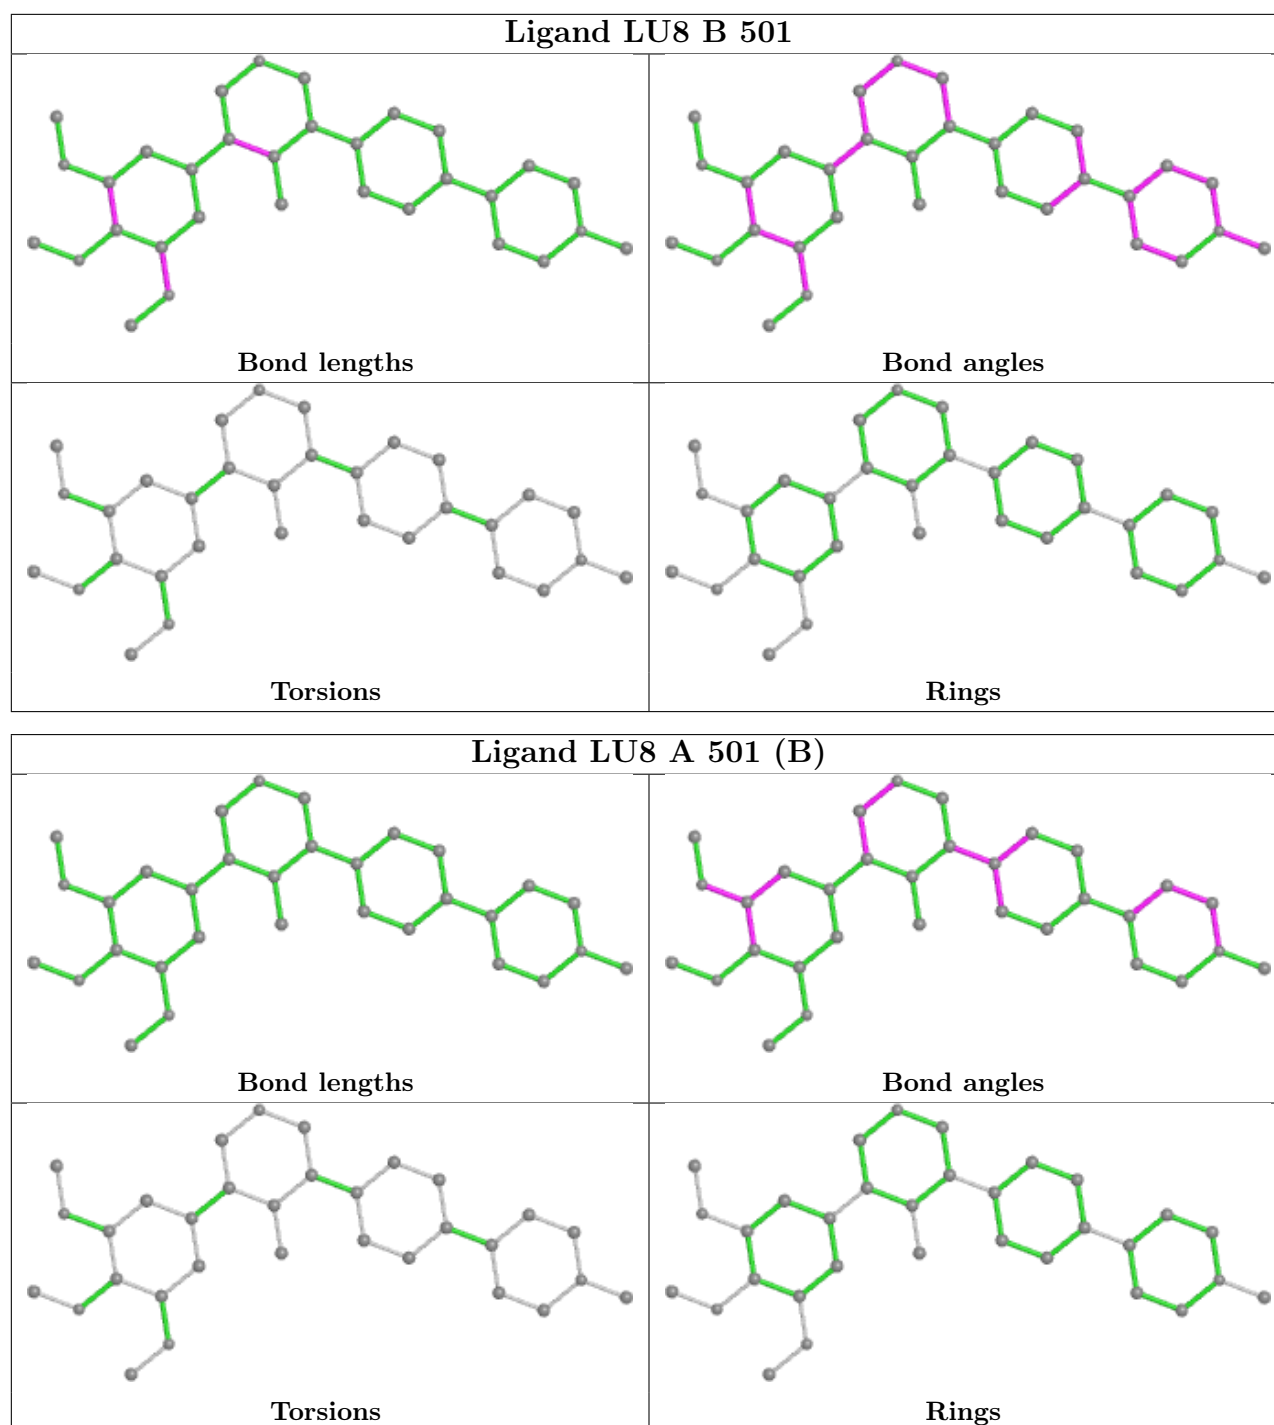 Ligand LU8 B 501
Bond lengths
Bond angles
Torsions
Rings
Ligand LU8 A 501 (B)
Bond lengths
Bond angles
Torsions
Rings